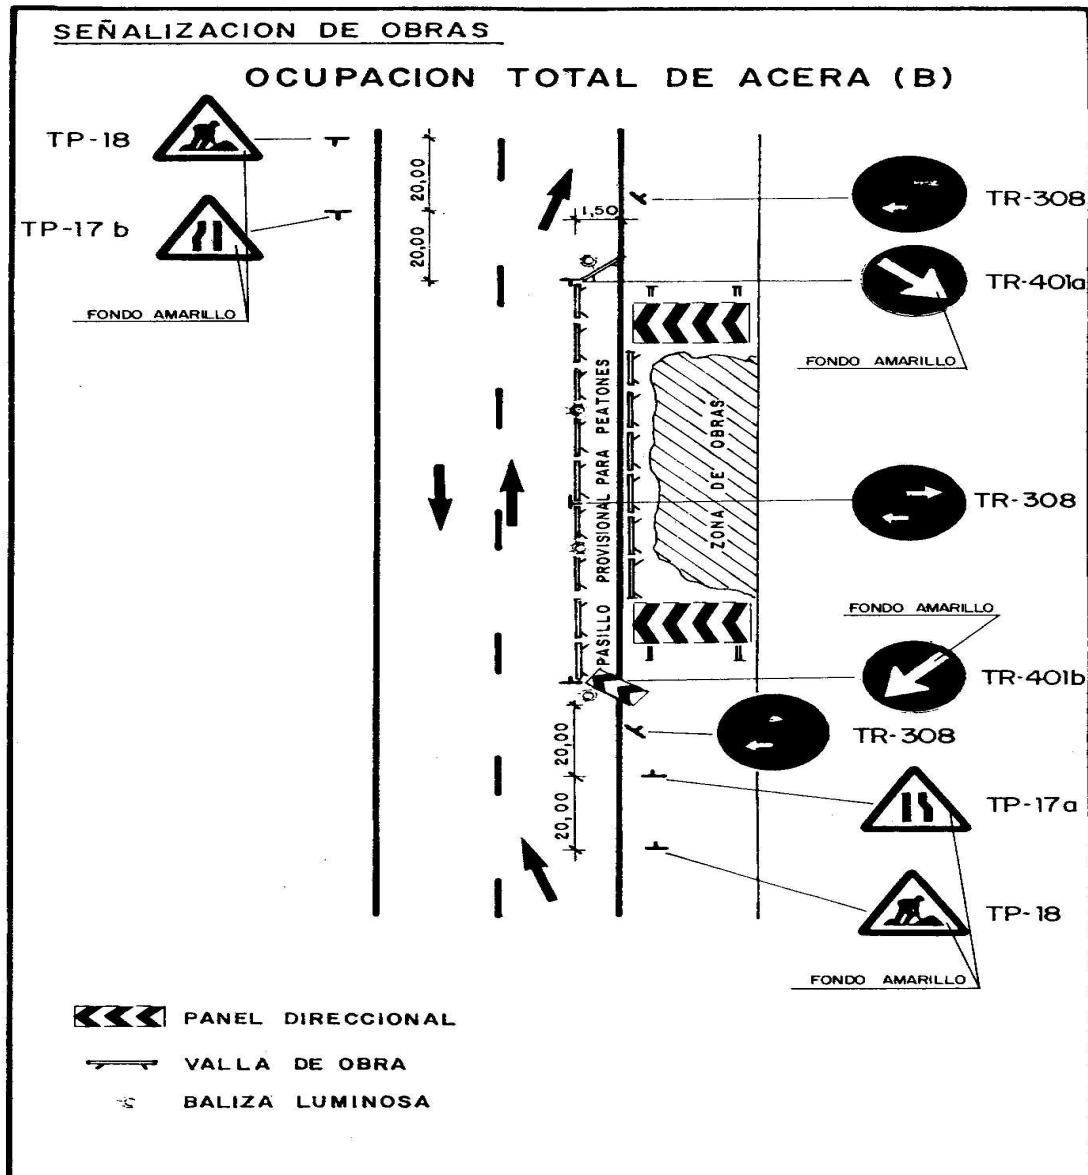 SEÑALIZACION DE OBRAS
OCUPACION TOTAL DE ACERA (B)
TP-18
TP-17 b
FONDO AMARILLO
20,00
20,00
1,50
TR-308
TR-401a
FONDO AMARILLO
PASILLO PROVISIONAL PARA PEATONES
ZONA DE OBRAS
TR-308
FONDO AMARILLO
TR-401b
TR-308
20,00
20,00
TP-17a
TP-18
FONDO AMARILLO
PANEL DIRECCIONAL
VALLA DE OBRA
BALIZA LUMINOSA